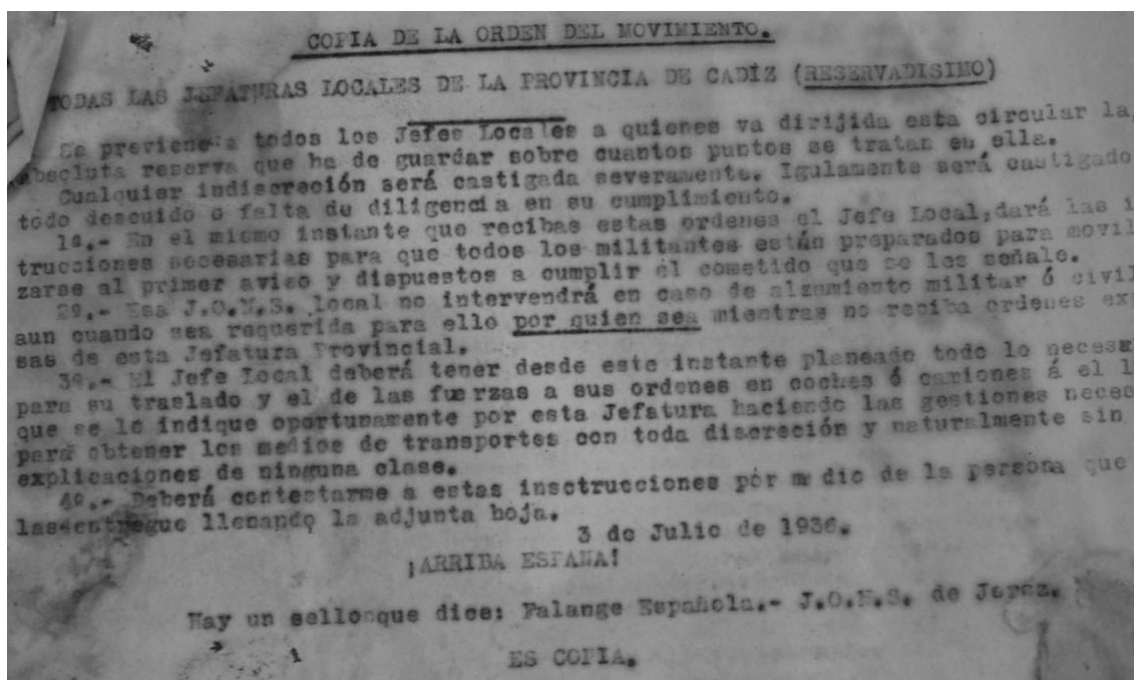 COPIA DE LA ORDEN DEL MOVIMIENTO.
TODAS LAS JEFATURAS LOCALES DE LA PROVINCIA DE CADÍZ (RESERVADISIMO)
Se previene a todos los Jefes Locales a quienes va dirijida esta circular la,
absoluta reserva que ha de guardar sobre cuantos puntos se tratan en ella.
Cualquier indiscreción será castigada severamente. Igulamente será castigado
todo descuido o falta de diligencia en su cumplimiento.
1º.- En el mismo instante que recibas estas ordenes el Jefe Local,dará las i
trucciones necesarias para que todos los militantes están preparados para movil
zarse al primer aviso y dispuestos a cumplir el cometido que se les señale.
2º.- Esa J.O.N.S. local no intervendrá en caso de alzamiento militar ó civil
aun cuando sea requerida para ello por quien sea mientras no reciba ordenes exp
sas de esta Jefatura Provincial.
3º.- El Jefe Local deberá tener desde este instante planeado todo lo necesa
para su traslado y el de las fuerzas a sus ordenes en coches ó camiones á el l
que se le indique oportunamente por esta Jefatura haciendo las gestiones neces
para obtener los medios de transportes con toda discreción y naturalmente sin
explicaciones de ninguna clase.
4º.- Deberá contestarme a estas insctrucciones pór medio de la persona que
las entregue llenando la adjunta hoja.
3 de Julio de 1936.
¡ARRIBA ESPAÑA!
Hay un sello que dice: Falange Española.- J.O.N.S. de Jeréz.
ES COPIA.